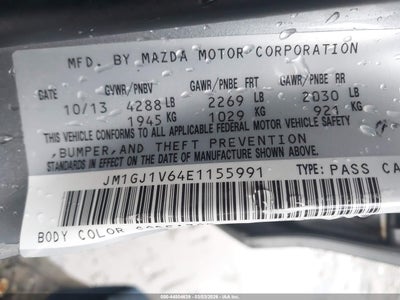 MFD. BY MAZDA MOTOR CORPORATION
DATE GVWR/PNBV GAWR/PNBE FRT GAWR/PNBE RR
10/13 4288 LB 2269 LB 2030 LB
1945 KG 1029 KG 921 KG
THIS VEHICLE CONFORMS TO ALL APPLICABLE FEDERAL MOTOR VEHICLE SAFETY
, BUMPER, AND THEFT PREVENTION
STANDARDS IN EFFECT ON THE DATE OF MANUFACTURE SHOWN ABOVE.
JM1GJ1V64E1155991 TYPE: PASS CA
BODY COLOR